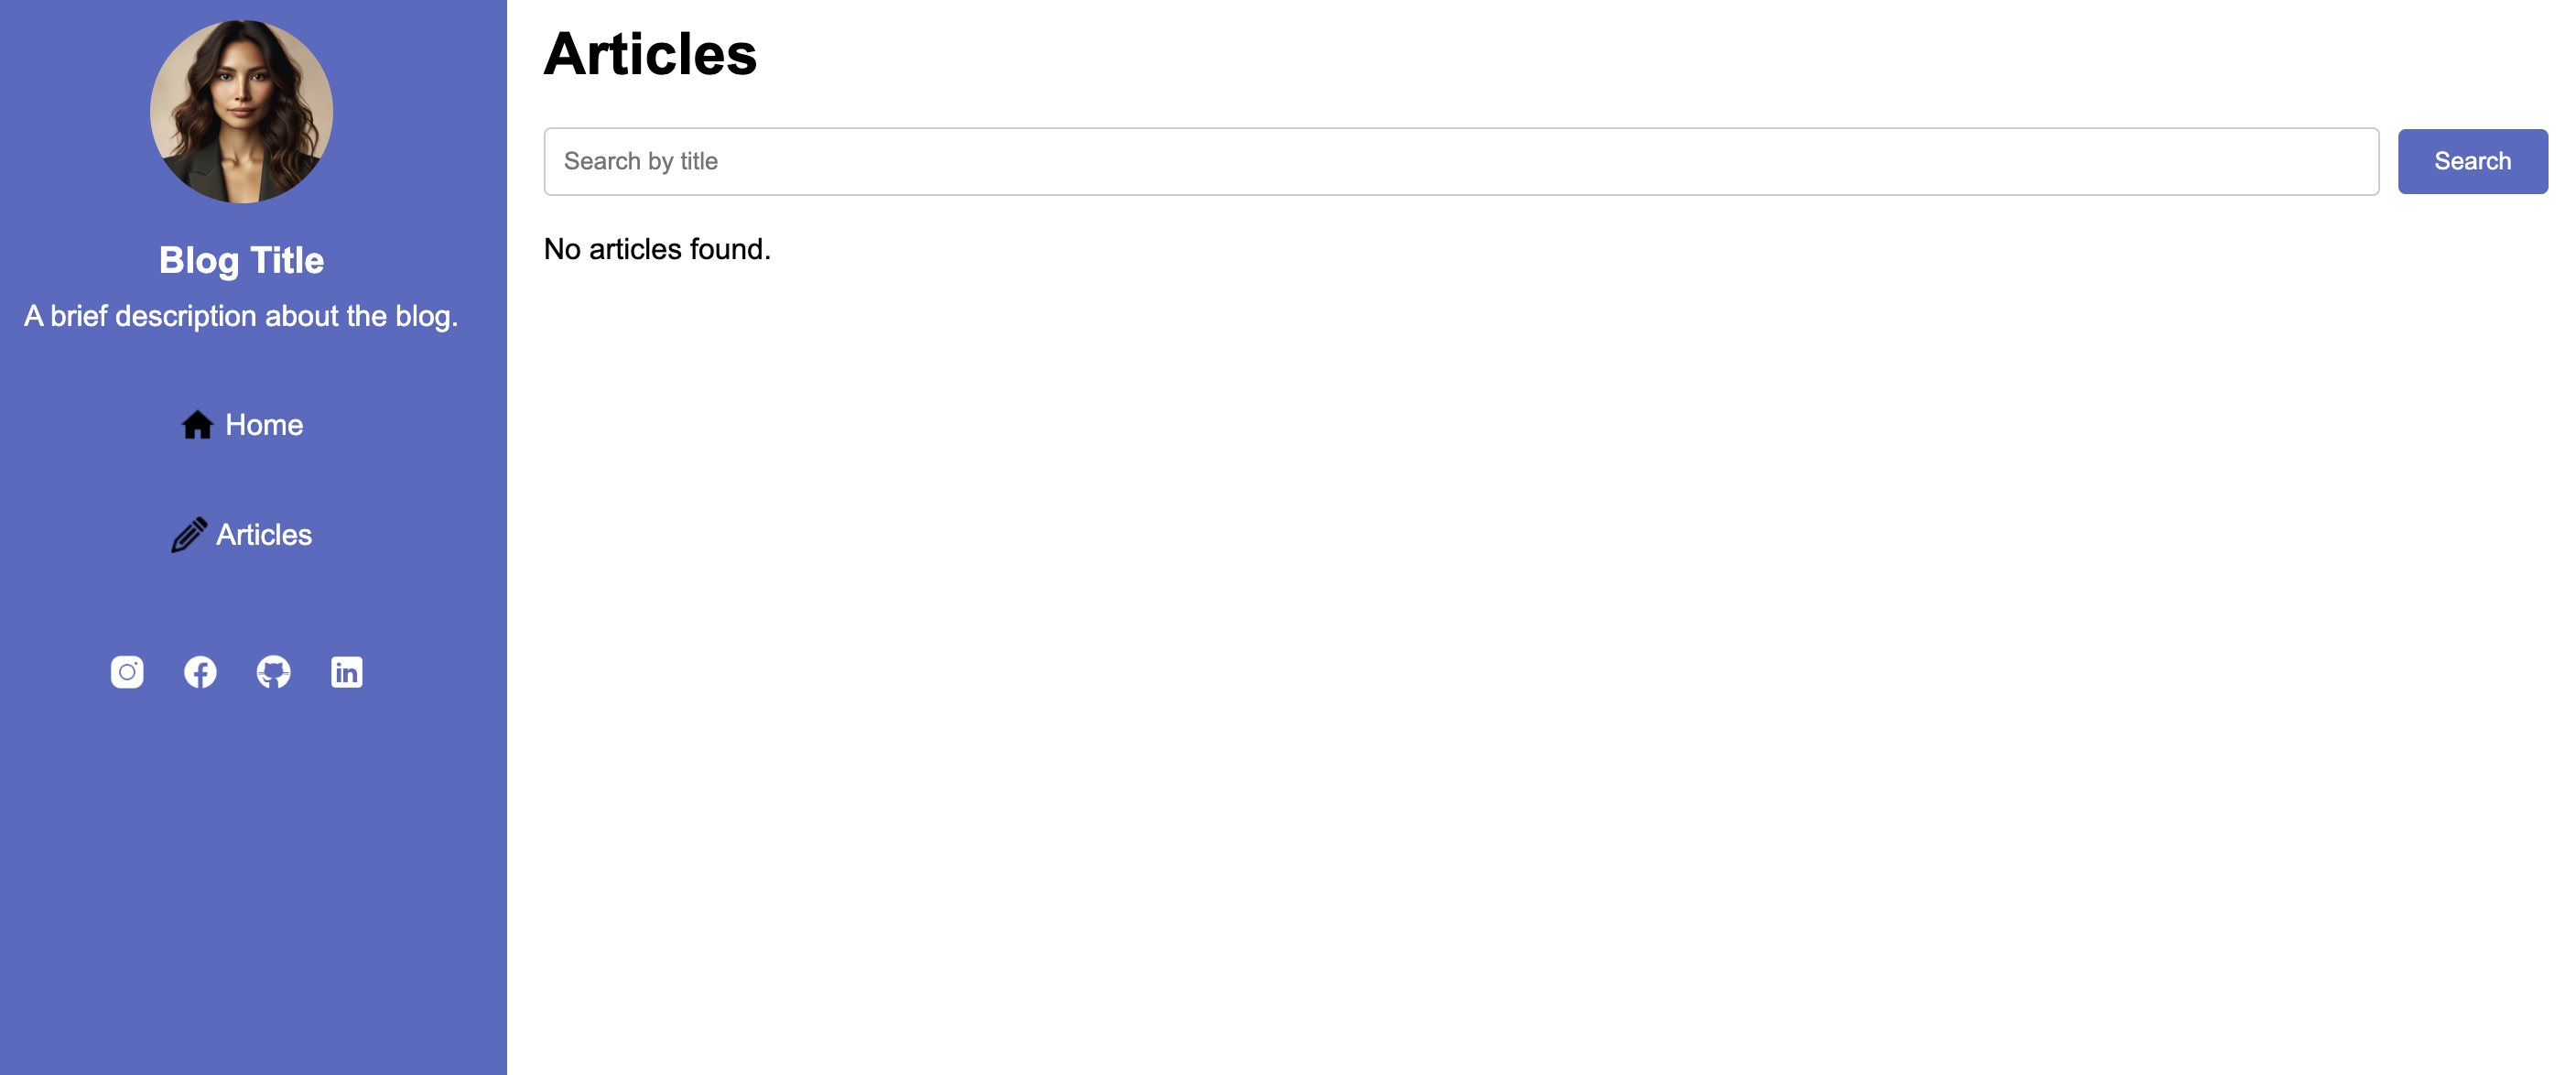 Blog Title
A brief description about the blog.
Home
Articles
Articles
Search by title
Search
No articles found.